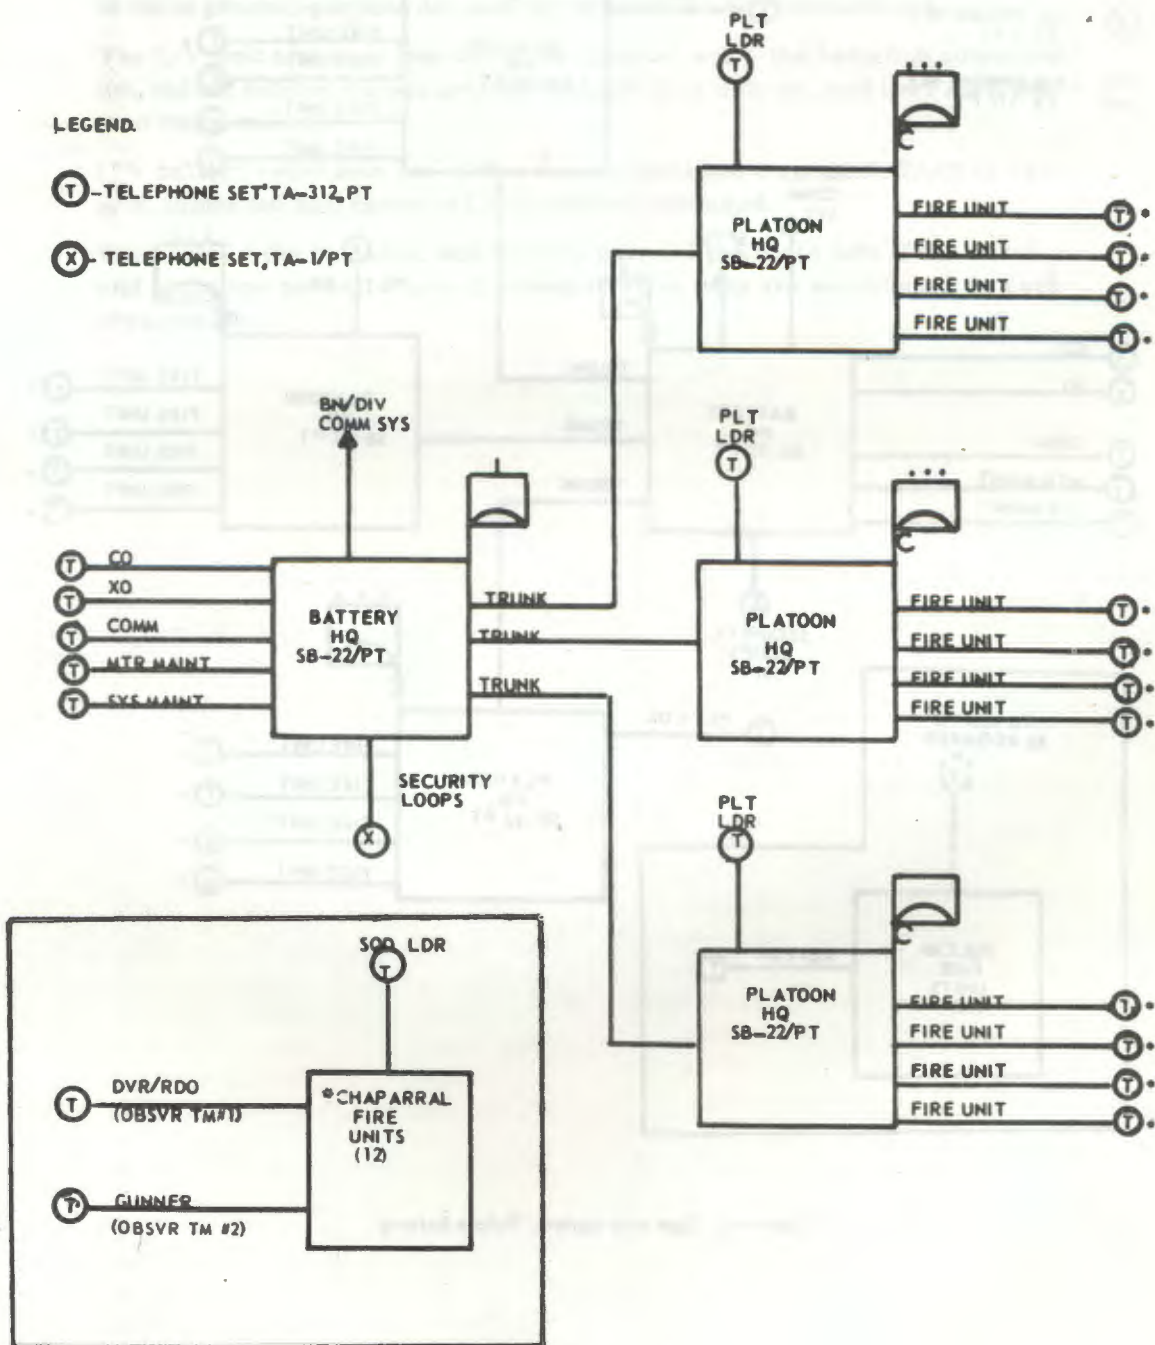 LEGEND.
T - TELEPHONE SET TA-312 PT
X - TELEPHONE SET, TA-1/PT
PLT
LDR
T
C
PLATOON
HQ
SB-22/PT
FIRE UNIT T *
FIRE UNIT T *
FIRE UNIT T *
FIRE UNIT T *
BN/DIV
COMM SYS
T CO
T XO
T COMM
T MTR MAINT
T SYS MAINT
BATTERY
HQ
SB-22/PT
TRUNK
TRUNK
TRUNK
SECURITY
LOOPS
X
PLT
LDR
T
C
PLATOON
HQ
SB-22/PT
FIRE UNIT T *
FIRE UNIT T *
FIRE UNIT T *
FIRE UNIT T *
PLT
LDR
T
C
PLATOON
HQ
SB-22/PT
FIRE UNIT T *
FIRE UNIT T *
FIRE UNIT T *
FIRE UNIT T *
SQD LDR
T
T DVR/RDO
(OBSVR TM#1)
T GUNNER
(OBSVR TM #2)
*CHAPARRAL
FIRE
UNITS
(12)